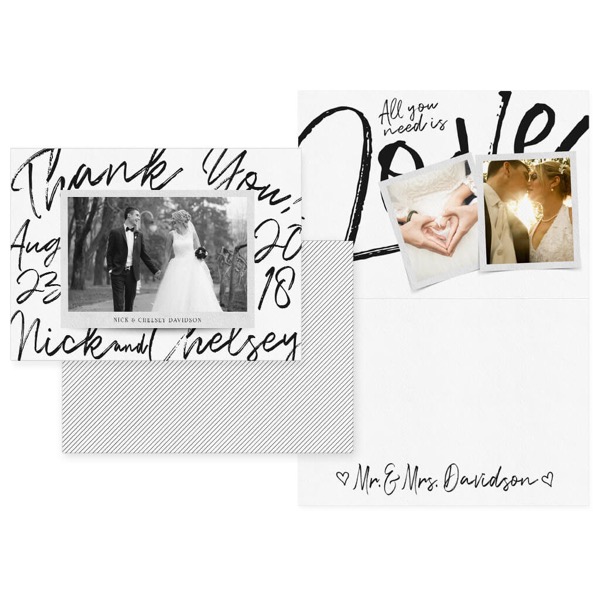 Thank You!
Aug 20
23 18
NICK & CHELSEY DAVIDSON
Nick and Chelsey
All you
need is
Love
Mr. & Mrs. Davidson